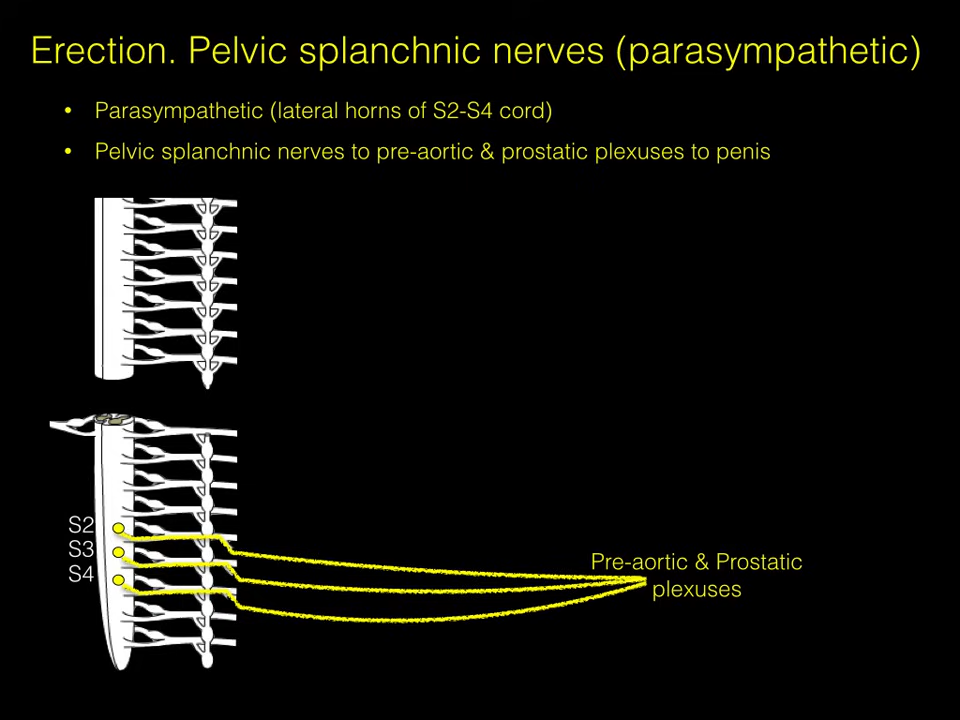 Erection. Pelvic splanchnic nerves (parasympathetic)
• Parasympathetic (lateral horns of S2-S4 cord)
• Pelvic splanchnic nerves to pre-aortic & prostatic plexuses to penis
S2
S3
S4
Pre-aortic & Prostatic
plexuses